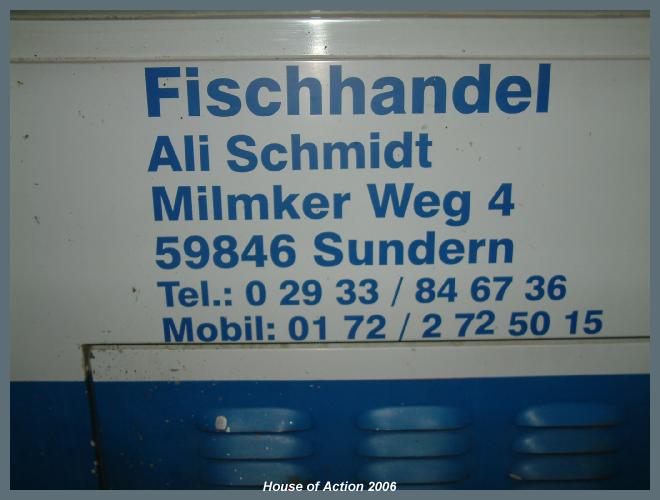 Fischhandel
Ali Schmidt
Milmker Weg 4
59846 Sundern
Tel.: 0 29 33 / 84 67 36
Mobil: 01 72 / 2 72 50 15
House of Action 2006